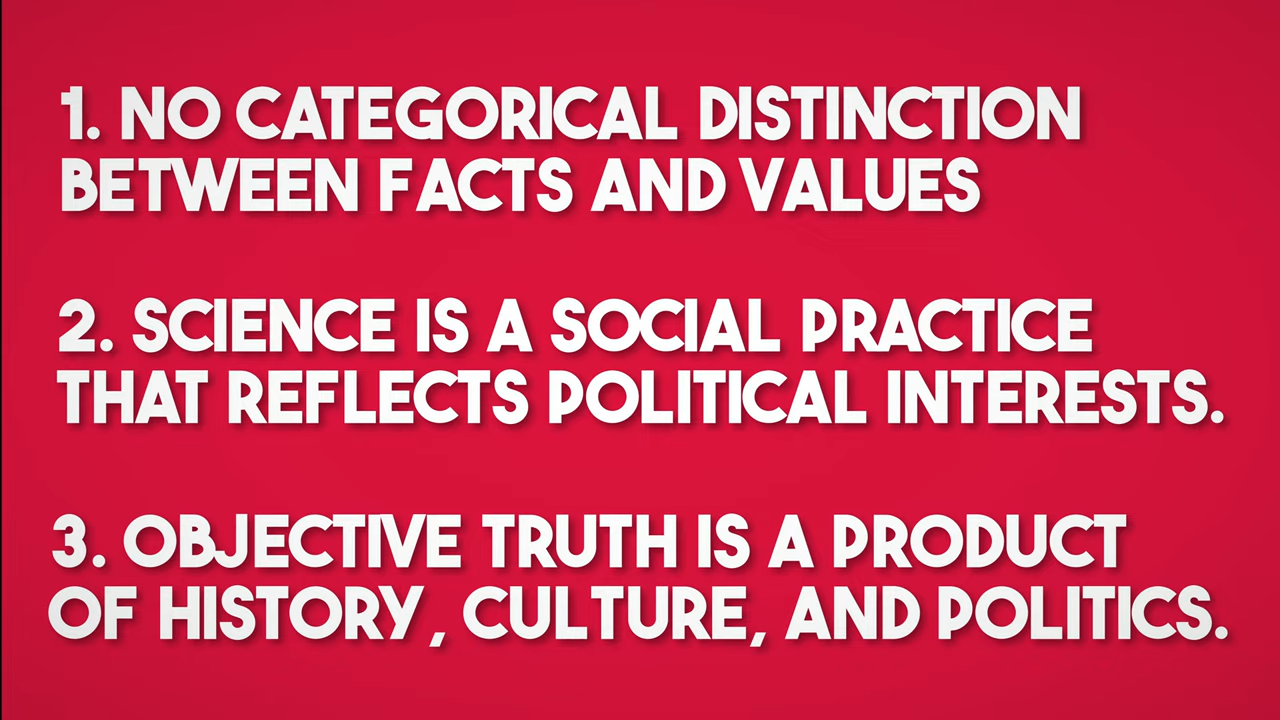 1. NO CATEGORICAL DISTINCTION
BETWEEN FACTS AND VALUES
2. SCIENCE IS A SOCIAL PRACTICE
THAT REFLECTS POLITICAL INTERESTS.
3. OBJECTIVE TRUTH IS A PRODUCT
OF HISTORY, CULTURE, AND POLITICS.